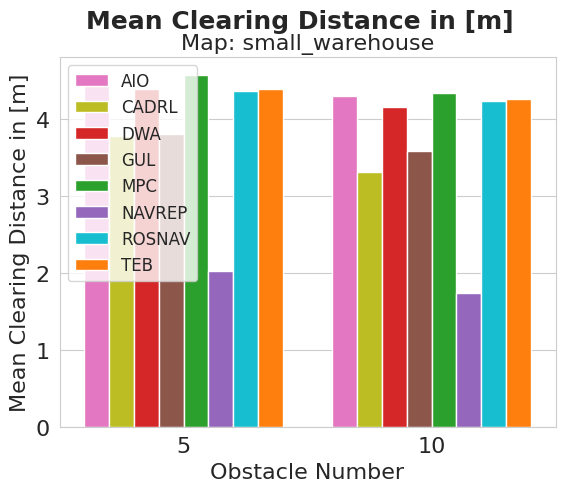 Mean Clearing Distance in [m]
Map: small_warehouse
Mean Clearing Distance in [m]
4
3
2
1
0
AIO
CADRL
DWA
GUL
MPC
NAVREP
ROSNAV
TEB
5
10
Obstacle Number